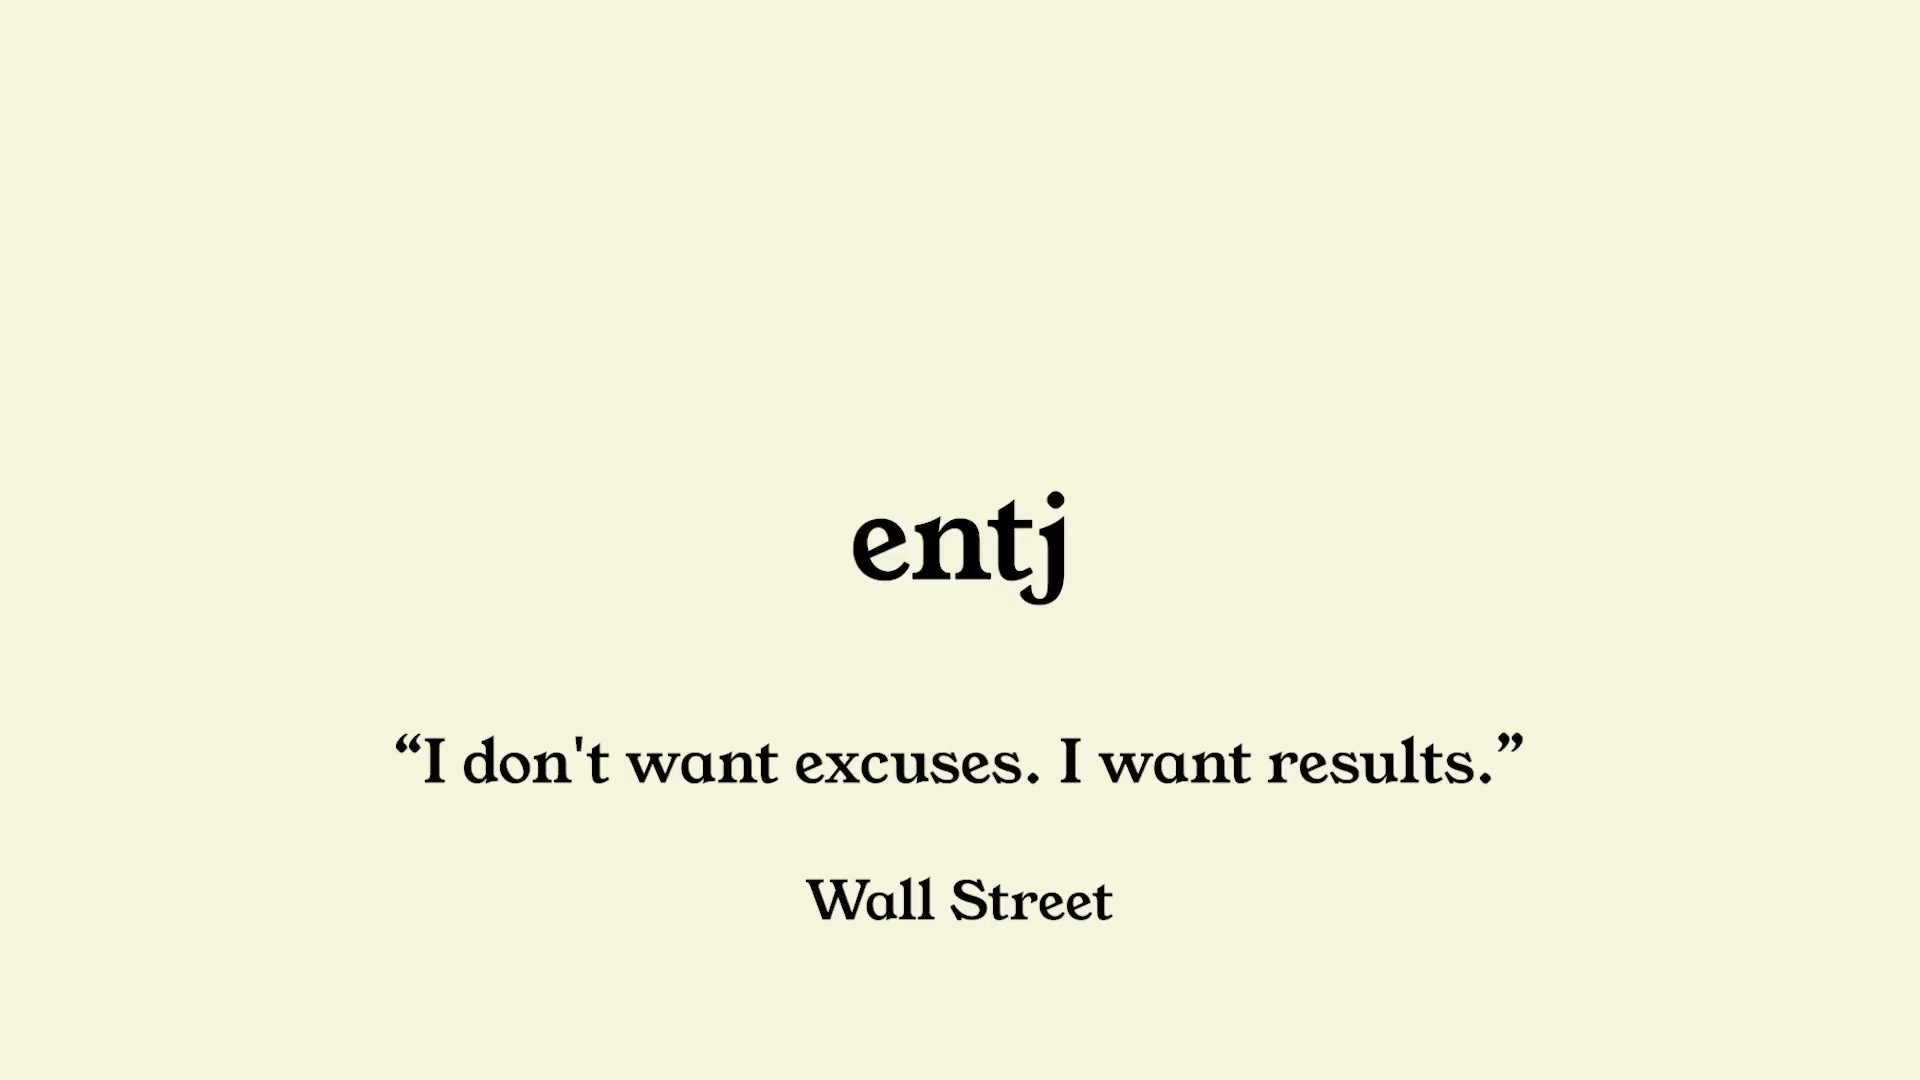 entj
“I don't want excuses. I want results.”
Wall Street